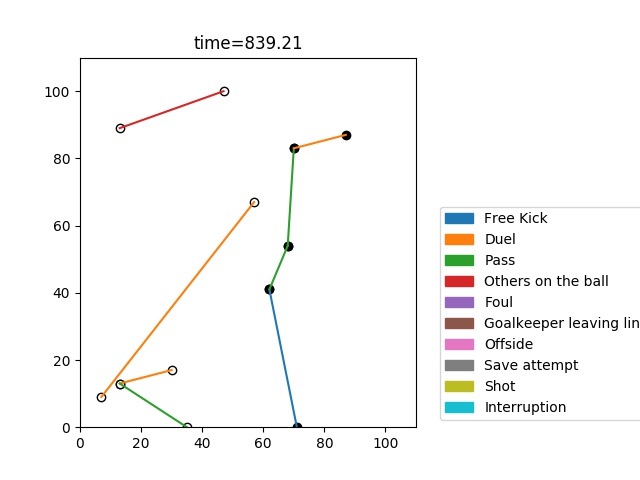 time=839.21
100
80
60
40
20
0
0 20 40 60 80 100
Free Kick
Duel
Pass
Others on the ball
Foul
Goalkeeper leaving lin
Offside
Save attempt
Shot
Interruption